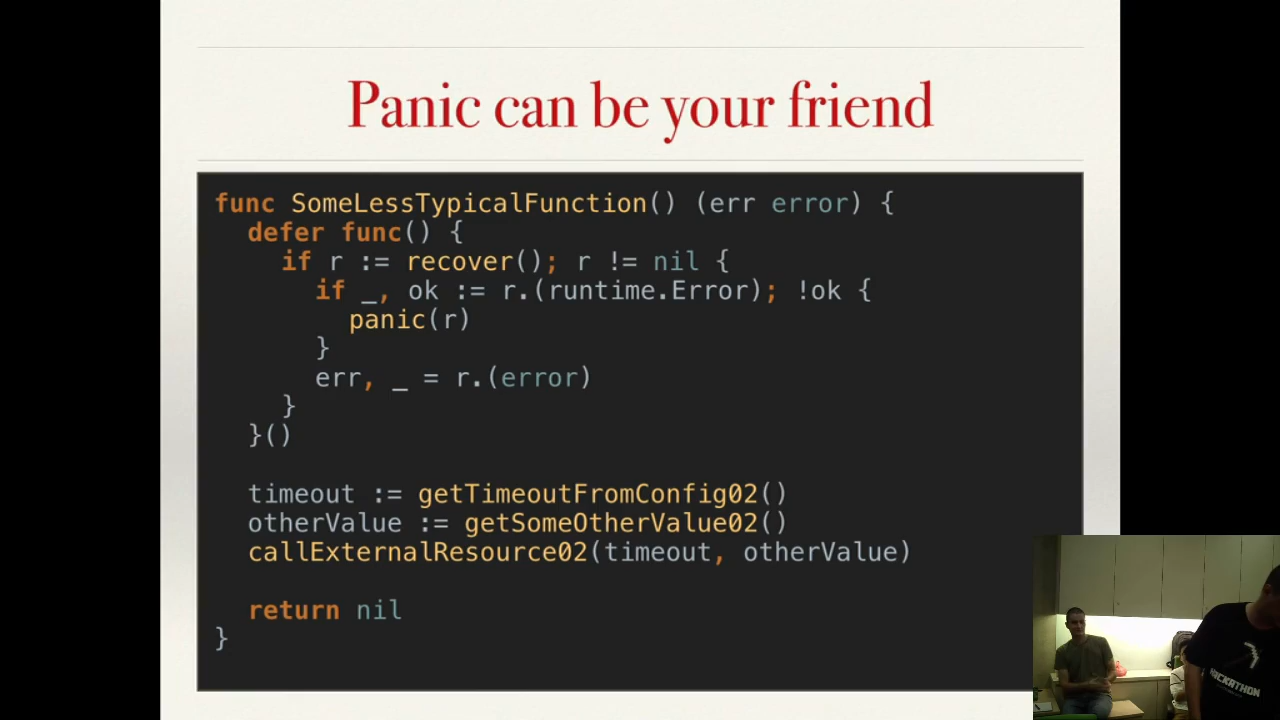 Panic can be your friend
func SomeLessTypicalFunction() (err error) {
defer func() {
if r := recover(); r != nil {
if _, ok := r.(runtime.Error); !ok {
panic(r)
}
err, _ = r.(error)
}
}()
timeout := getTimeoutFromConfig02()
otherValue := getSomeOtherValue02()
callExternalResource02(timeout, otherValue)
return nil
}
HACKATHON